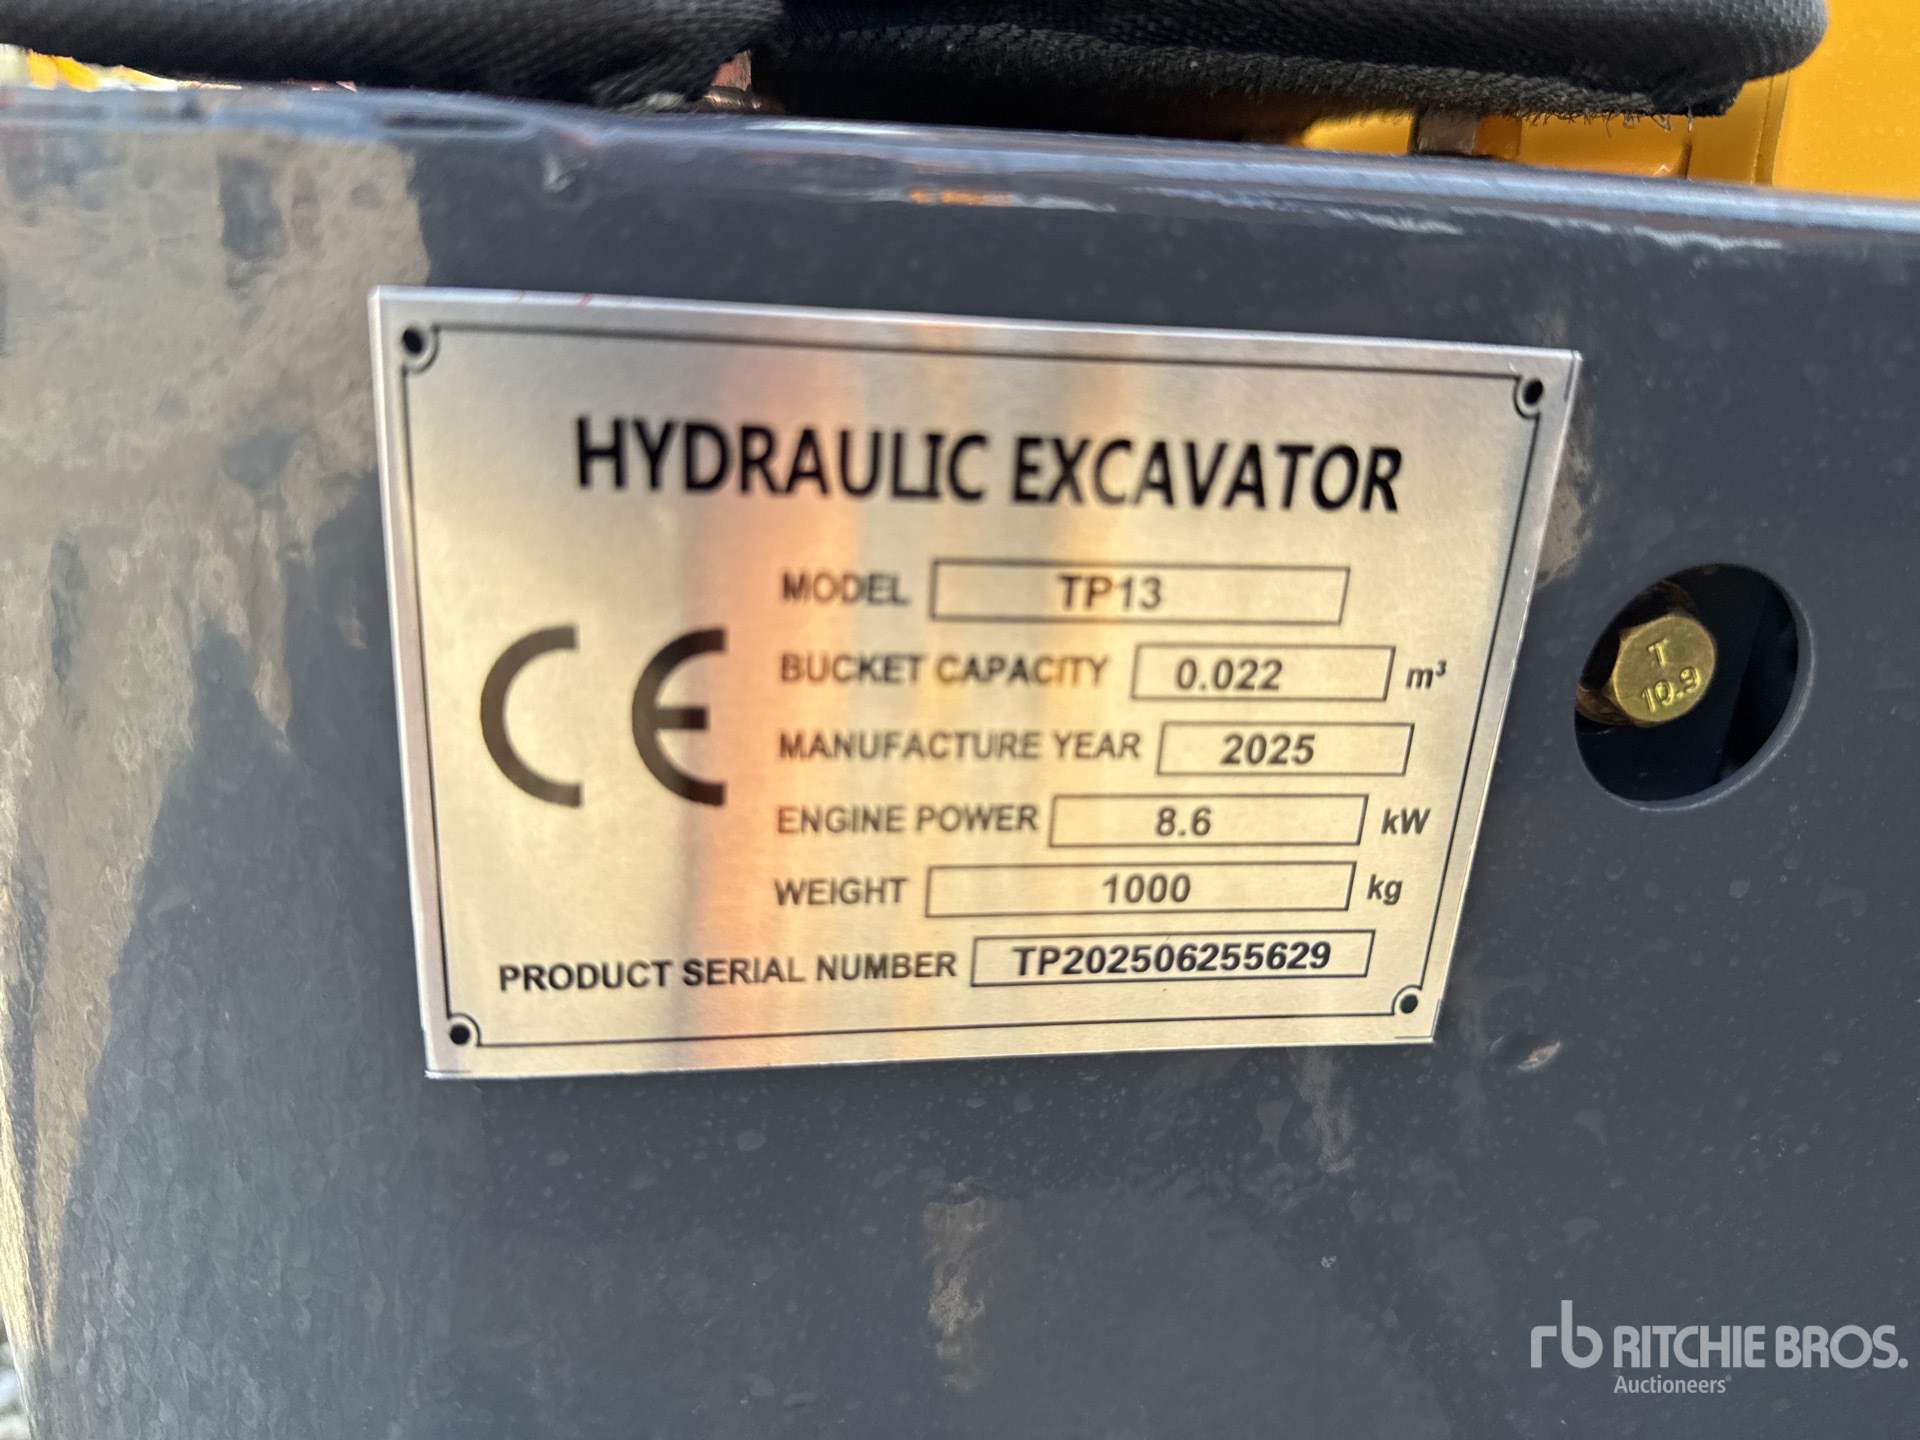 HYDRAULIC EXCAVATOR
MODEL TP13
BUCKET CAPACITY 0.022 m³
MANUFACTURE YEAR 2025
ENGINE POWER 8.6 kW
WEIGHT 1000 kg
PRODUCT SERIAL NUMBER TP202506255629
CE
T
10.9
rb RITCHIE BROS.
Auctioneers